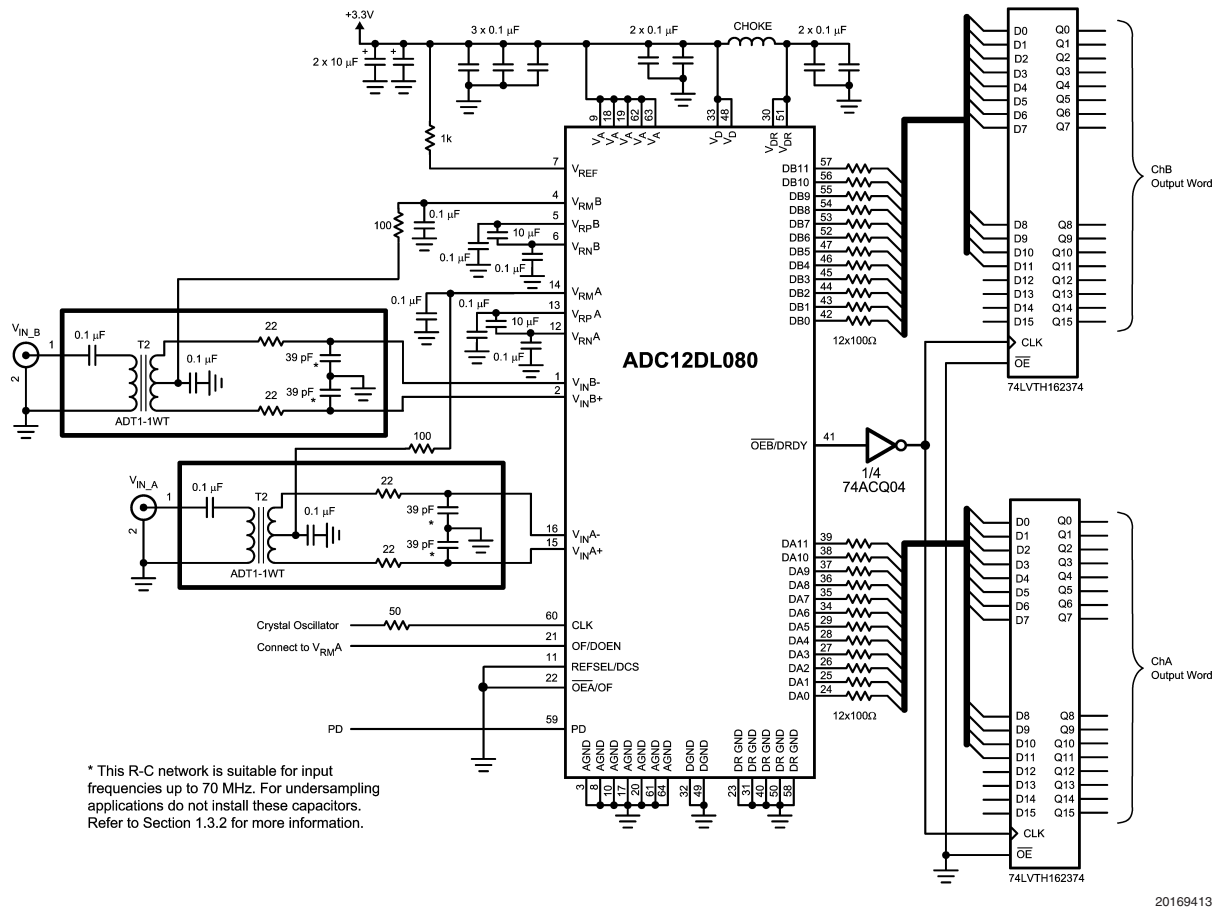 +3.3V
2 x 10 µF
+
+
3 x 0.1 µF
2 x 0.1 µF
CHOKE
2 x 0.1 µF
1k
9
18
19
62
63
33
48
30
51
VA
VA
VA
VA
VA
VD
VD
VDR
VDR
ADC12DL080
7
VREF
4
VRMB
5
VRPB
6
VRNB
14
VRMA
13
VRPA
12
VRNA
1
VINB-
2
VINB+
16
VINA-
15
VINA+
60
CLK
21
OF/DOEN
11
REFSEL/DCS
22
OEA/OF
59
PD
100
0.1 µF
10 µF
0.1 µF
0.1 µF
0.1 µF
0.1 µF
10 µF
0.1 µF
VIN_B
1
2
0.1 µF
T2
0.1 µF
ADT1-1WT
22
22
39 pF
*
39 pF
*
100
VIN_A
1
2
0.1 µF
T2
0.1 µF
ADT1-1WT
22
22
39 pF
*
39 pF
*
Crystal Oscillator
50
Connect to VRMA
PD
AGND
AGND
AGND
AGND
AGND
AGND
AGND
DGND
DGND
DR GND
DR GND
DR GND
DR GND
DR GND
3
8
10
17
20
61
64
32
49
23
31
40
50
58
DB11 57
DB10 56
DB9 55
DB8 54
DB7 53
DB6 52
DB5 47
DB4 46
DB3 45
DB2 44
DB1 43
DB0 42
12x100Ω
OEB/DRDY 41
1/4
74ACQ04
DA11 39
DA10 38
DA9 37
DA8 36
DA7 35
DA6 34
DA5 29
DA4 28
DA3 27
DA2 26
DA1 25
DA0 24
12x100Ω
D0 Q0
D1 Q1
D2 Q2
D3 Q3
D4 Q4
D5 Q5
D6 Q6
D7 Q7
D8 Q8
D9 Q9
D10 Q10
D11 Q11
D12 Q12
D13 Q13
D14 Q14
D15 Q15
CLK
OE
74LVTH162374
ChB
Output Word
D0 Q0
D1 Q1
D2 Q2
D3 Q3
D4 Q4
D5 Q5
D6 Q6
D7 Q7
D8 Q8
D9 Q9
D10 Q10
D11 Q11
D12 Q12
D13 Q13
D14 Q14
D15 Q15
CLK
OE
74LVTH162374
ChA
Output Word
* This R-C network is suitable for input
frequencies up to 70 MHz. For undersampling
applications do not install these capacitors.
Refer to Section 1.3.2 for more information.
20169413